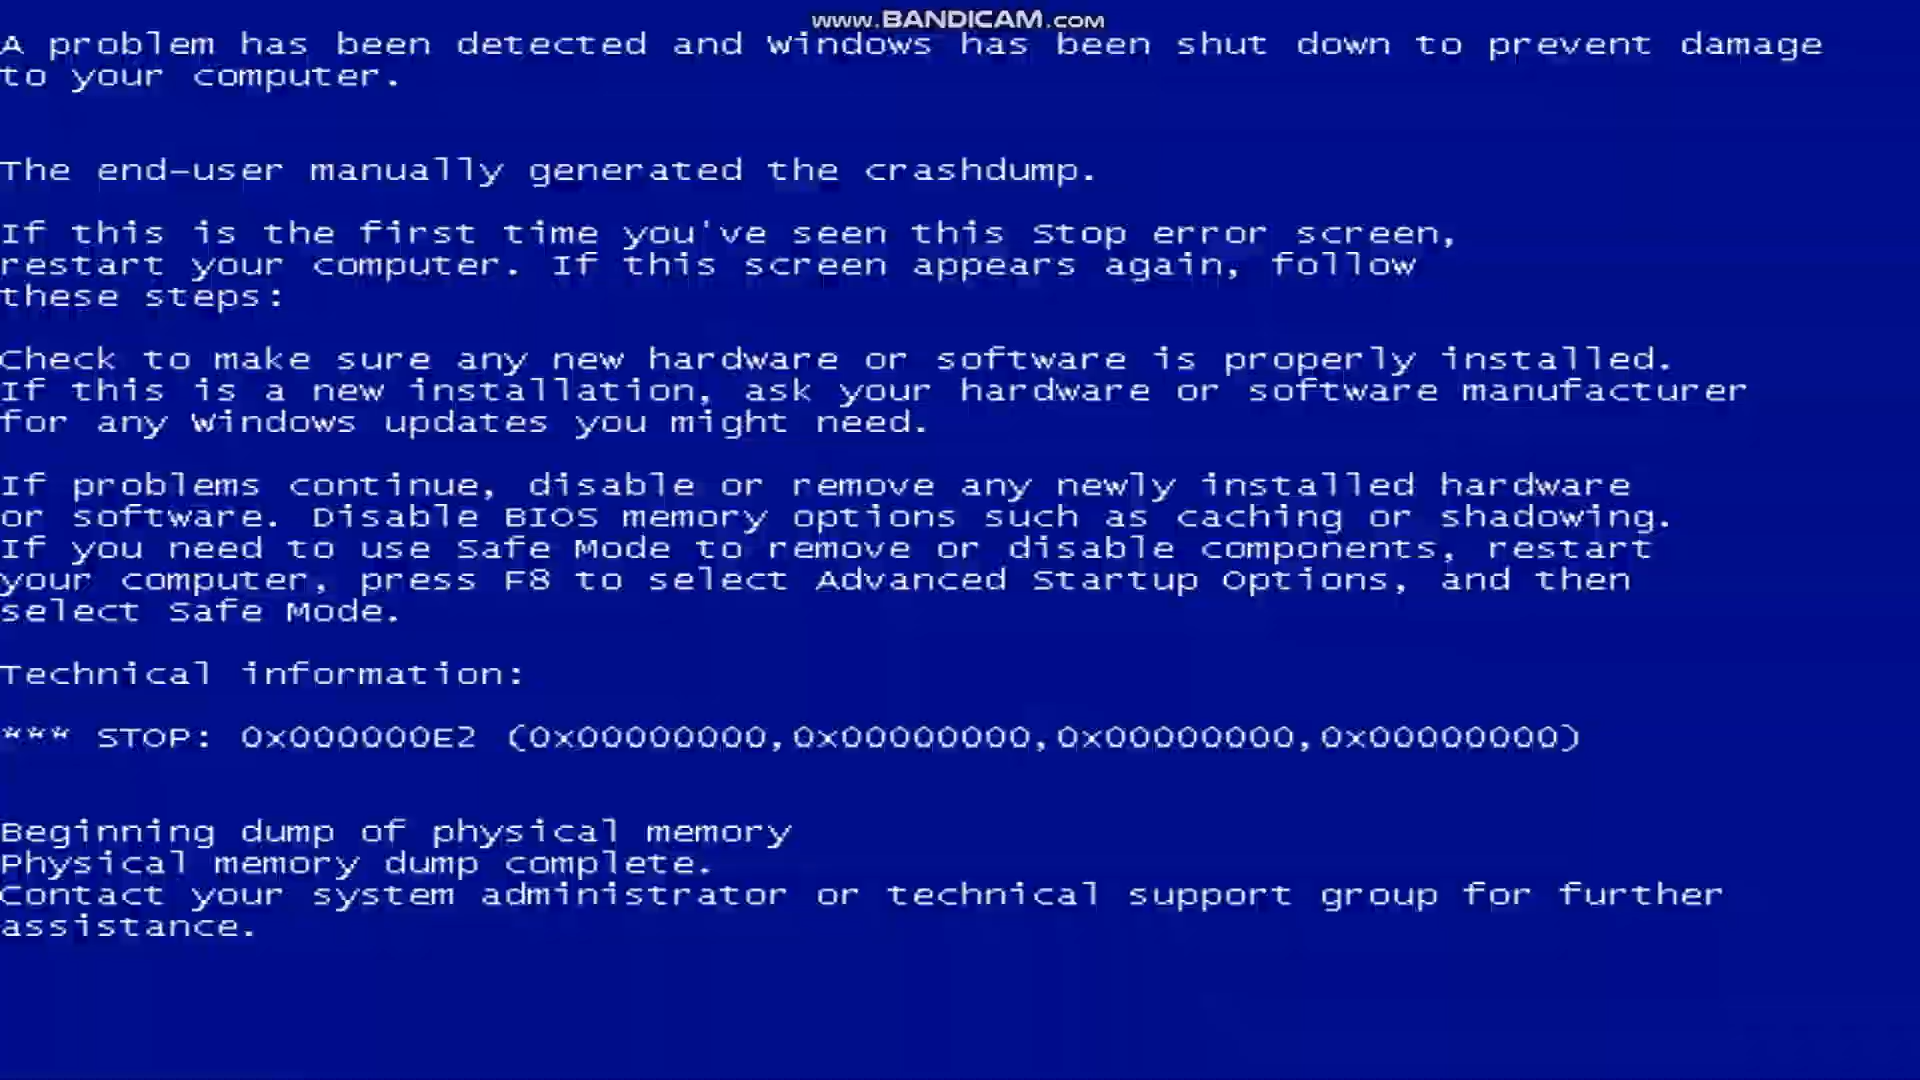 www.BANDICAM.com
A problem has been detected and Windows has been shut down to prevent damage
to your computer.
The end-user manually generated the crashdump.
If this is the first time you've seen this Stop error screen,
restart your computer. If this screen appears again, follow
these steps:
Check to make sure any new hardware or software is properly installed.
If this is a new installation, ask your hardware or software manufacturer
for any Windows updates you might need.
If problems continue, disable or remove any newly installed hardware
or software. Disable BIOS memory options such as caching or shadowing.
If you need to use Safe Mode to remove or disable components, restart
your computer, press F8 to select Advanced Startup Options, and then
select Safe Mode.
Technical information:
*** STOP: 0x000000E2 (0x00000000,0x00000000,0x00000000,0x00000000)
Beginning dump of physical memory
Physical memory dump complete.
Contact your system administrator or technical support group for further
assistance.